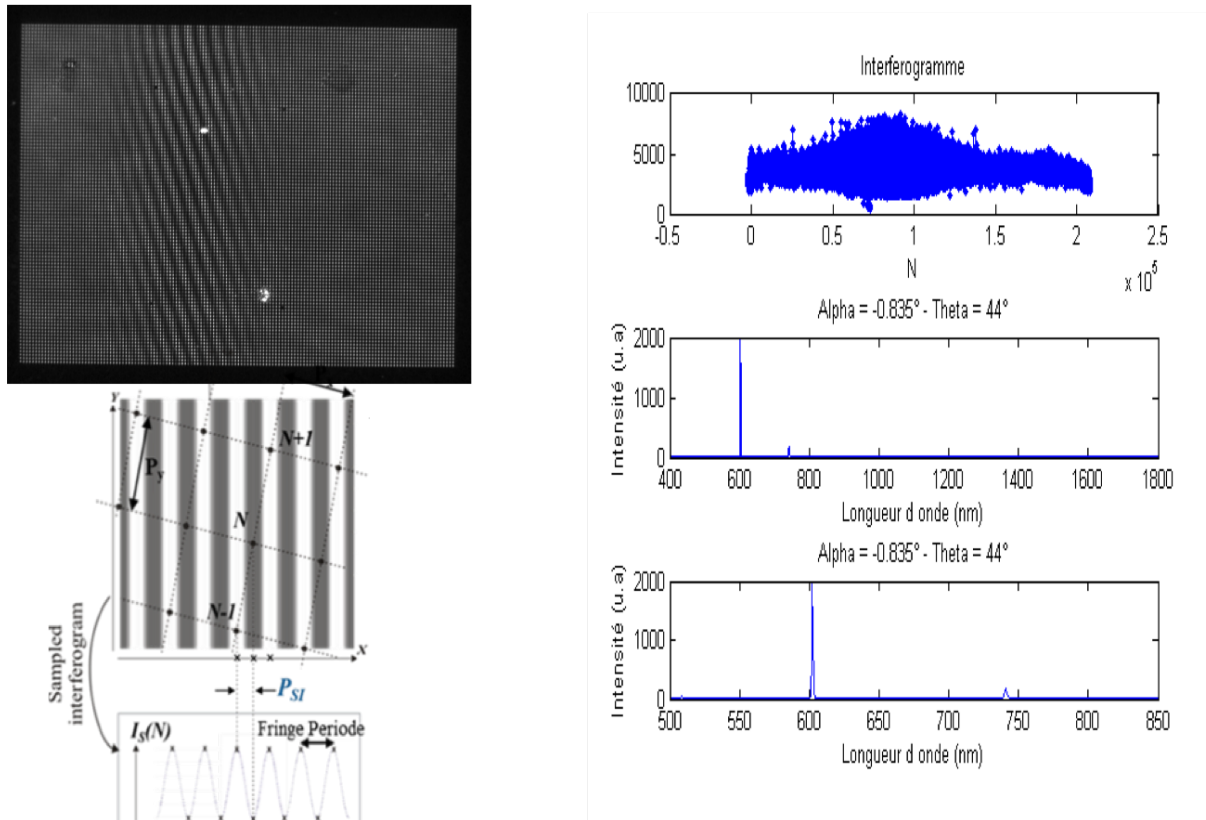 Y
P_y
N+1
N
N-1
X
P_SI
Sampled
interferogram
I_S(N)
Fringe Periode
Interferogramme
10000
5000
0
-0.5
0
0.5
1
1.5
2
2.5
N
x 10^5
Alpha = -0.835° - Theta = 44°
Intensité (u.a)
2000
1000
0
400
600
800
1000
1200
1400
1600
1800
Longueur d onde (nm)
Alpha = -0.835° - Theta = 44°
Intensité (u.a)
2000
1000
0
500
550
600
650
700
750
800
850
Longueur d onde (nm)